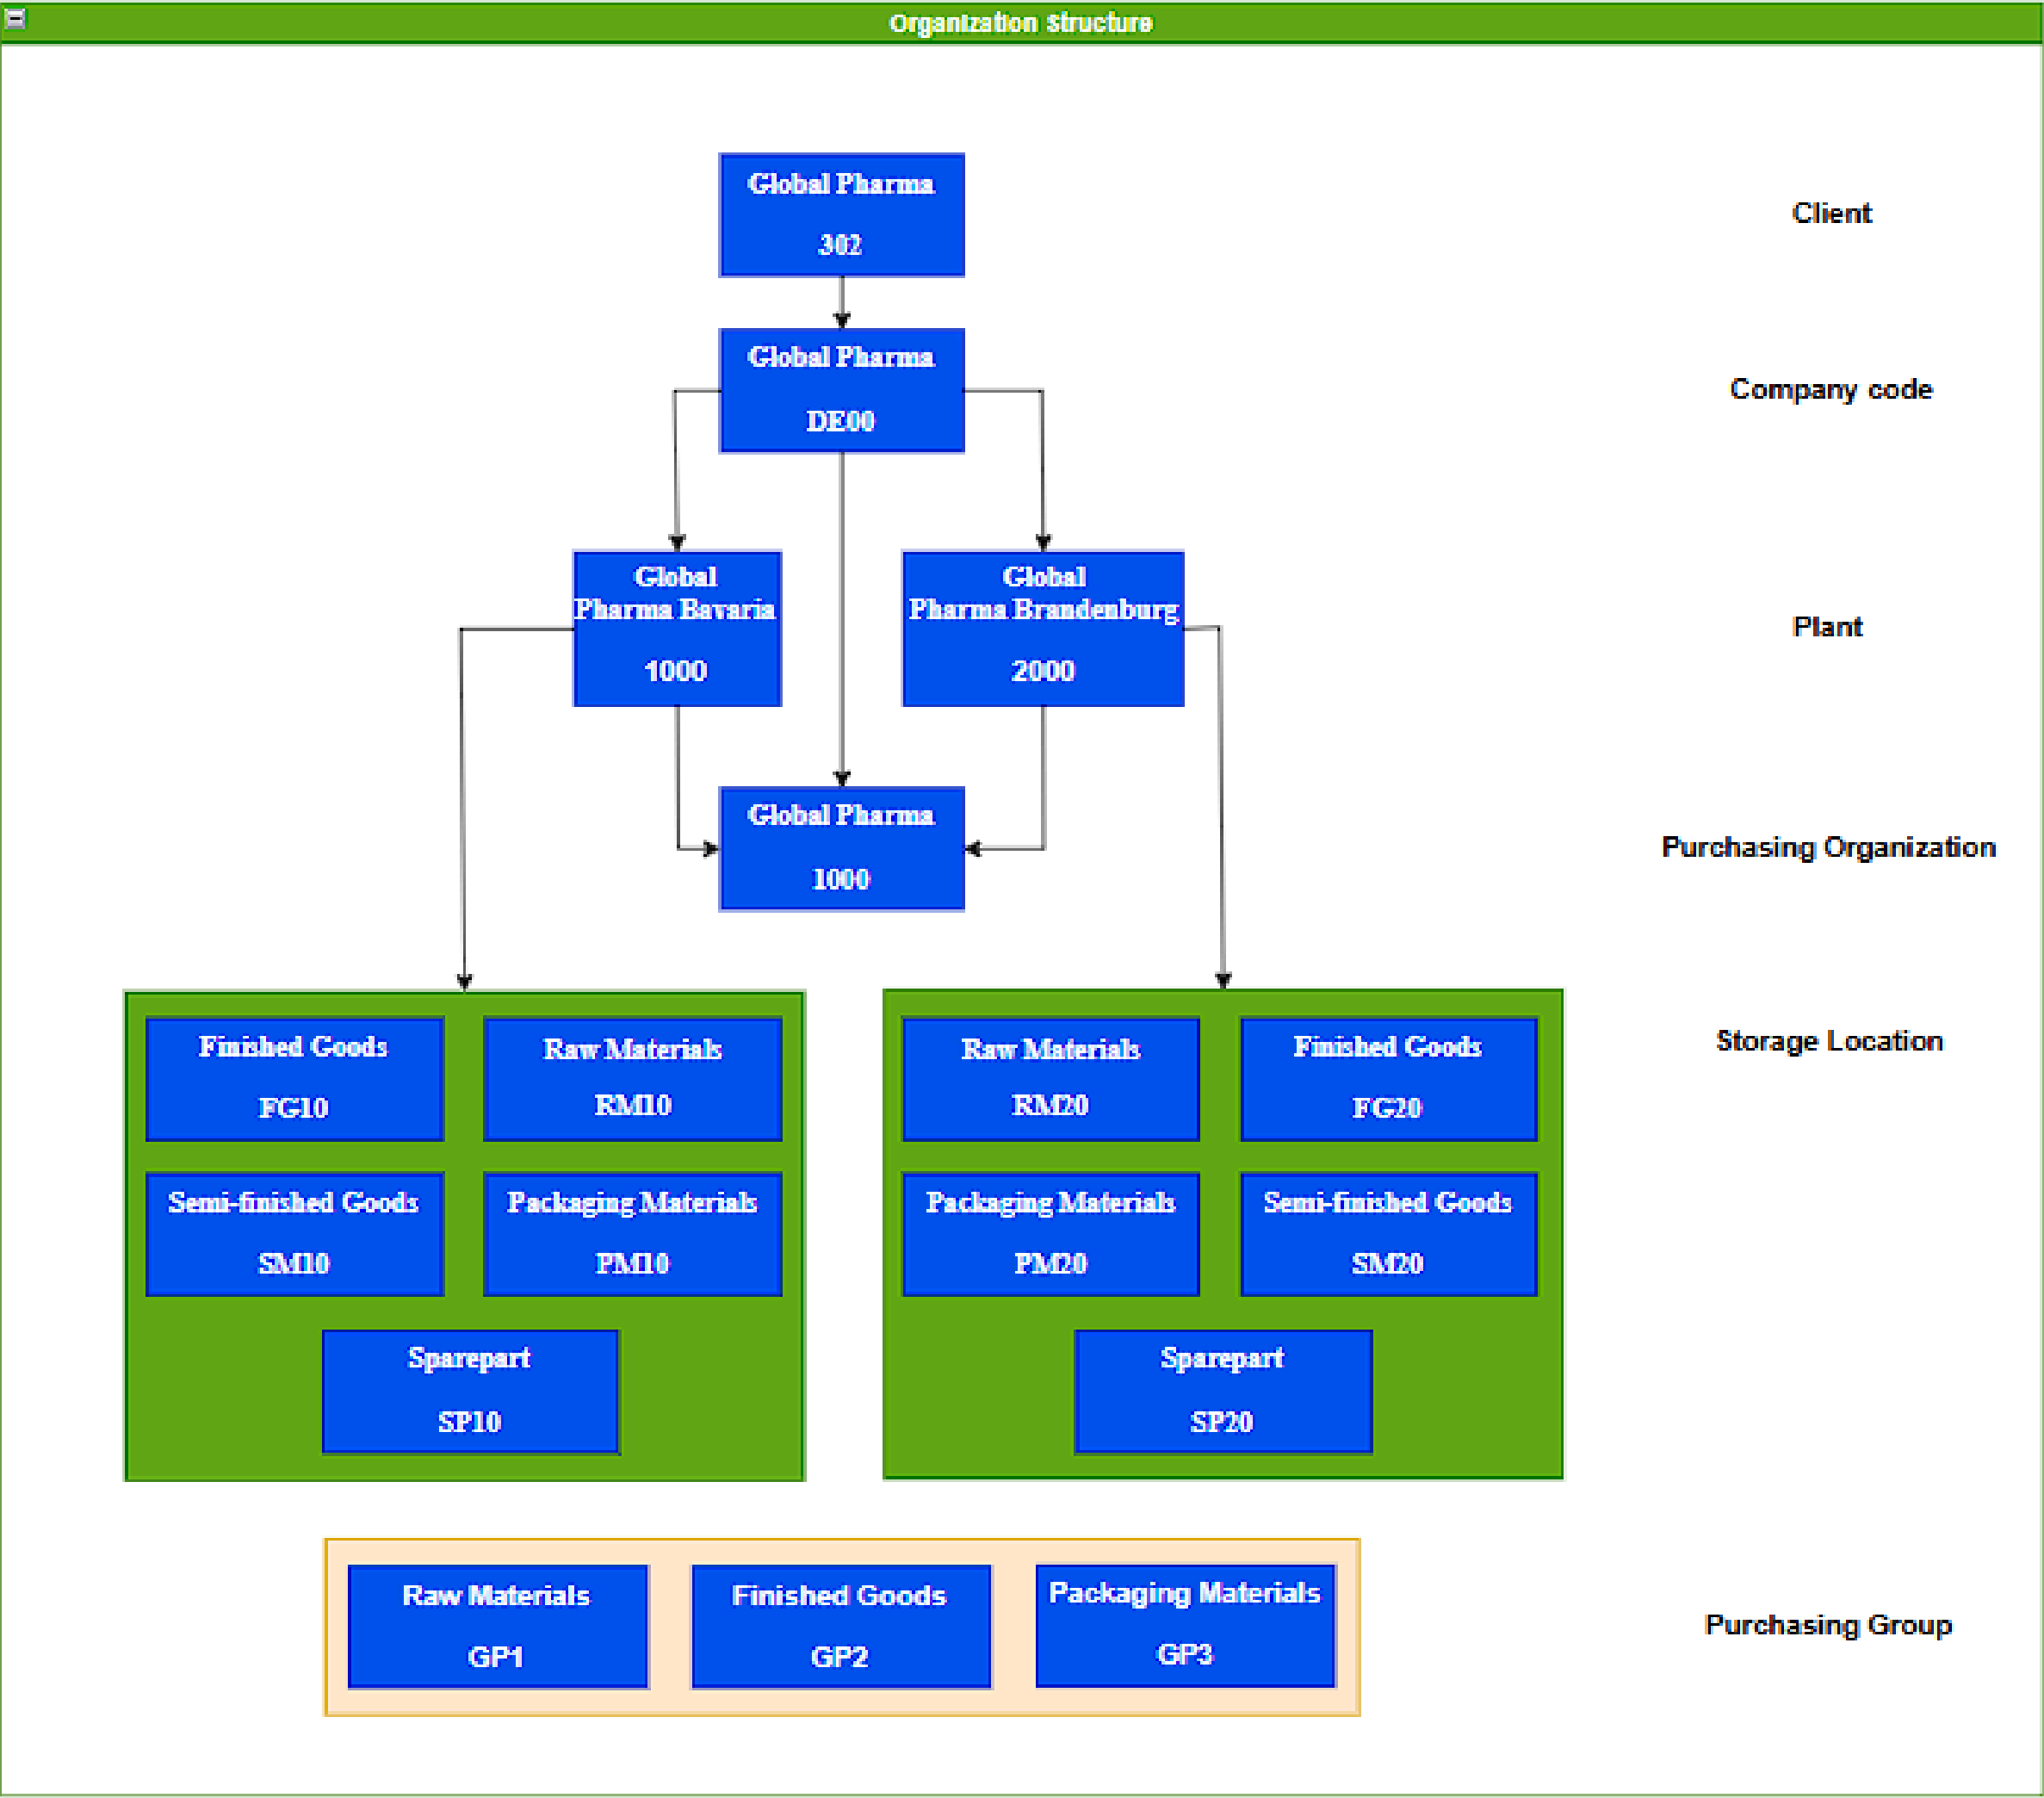 Organization Structure
Global Pharma
302
Client
Global Pharma
DE00
Company code
Global
Pharma Bavaria
1000
Global
Pharma Brandenburg
2000
Plant
Global Pharma
1000
Purchasing Organization
Finished Goods
FG10
Raw Materials
RM10
Semi-finished Goods
SM10
Packaging Materials
PM10
Sparepart
SP10
Raw Materials
RM20
Finished Goods
FG20
Packaging Materials
PM20
Semi-finished Goods
SM20
Sparepart
SP20
Storage Location
Raw Materials
GP1
Finished Goods
GP2
Packaging Materials
GP3
Purchasing Group